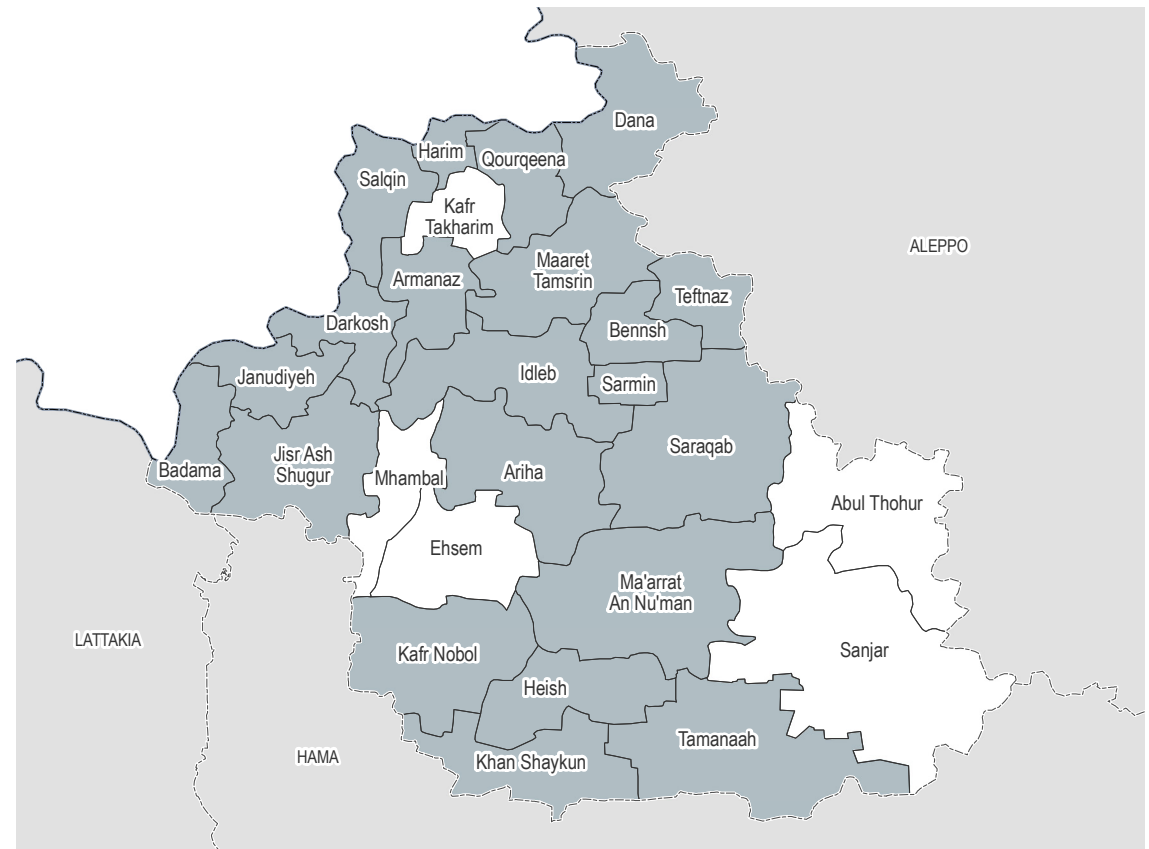 Dana
Harim
Qourqeena
Salqin
Kafr
Takharim
ALEPPO
Maaret
Tamsrin
Armanaz
Teftnaz
Darkosh
Bennsh
Janudiyeh
Idleb
Sarmin
Saraqab
Jisr Ash
Shugur
Badama
Mhambal
Ariha
Abul Thohur
Ehsem
Ma'arrat
An Nu'man
LATTAKIA
Kafr Nobol
Sanjar
Heish
Tamanaah
HAMA
Khan Shaykun